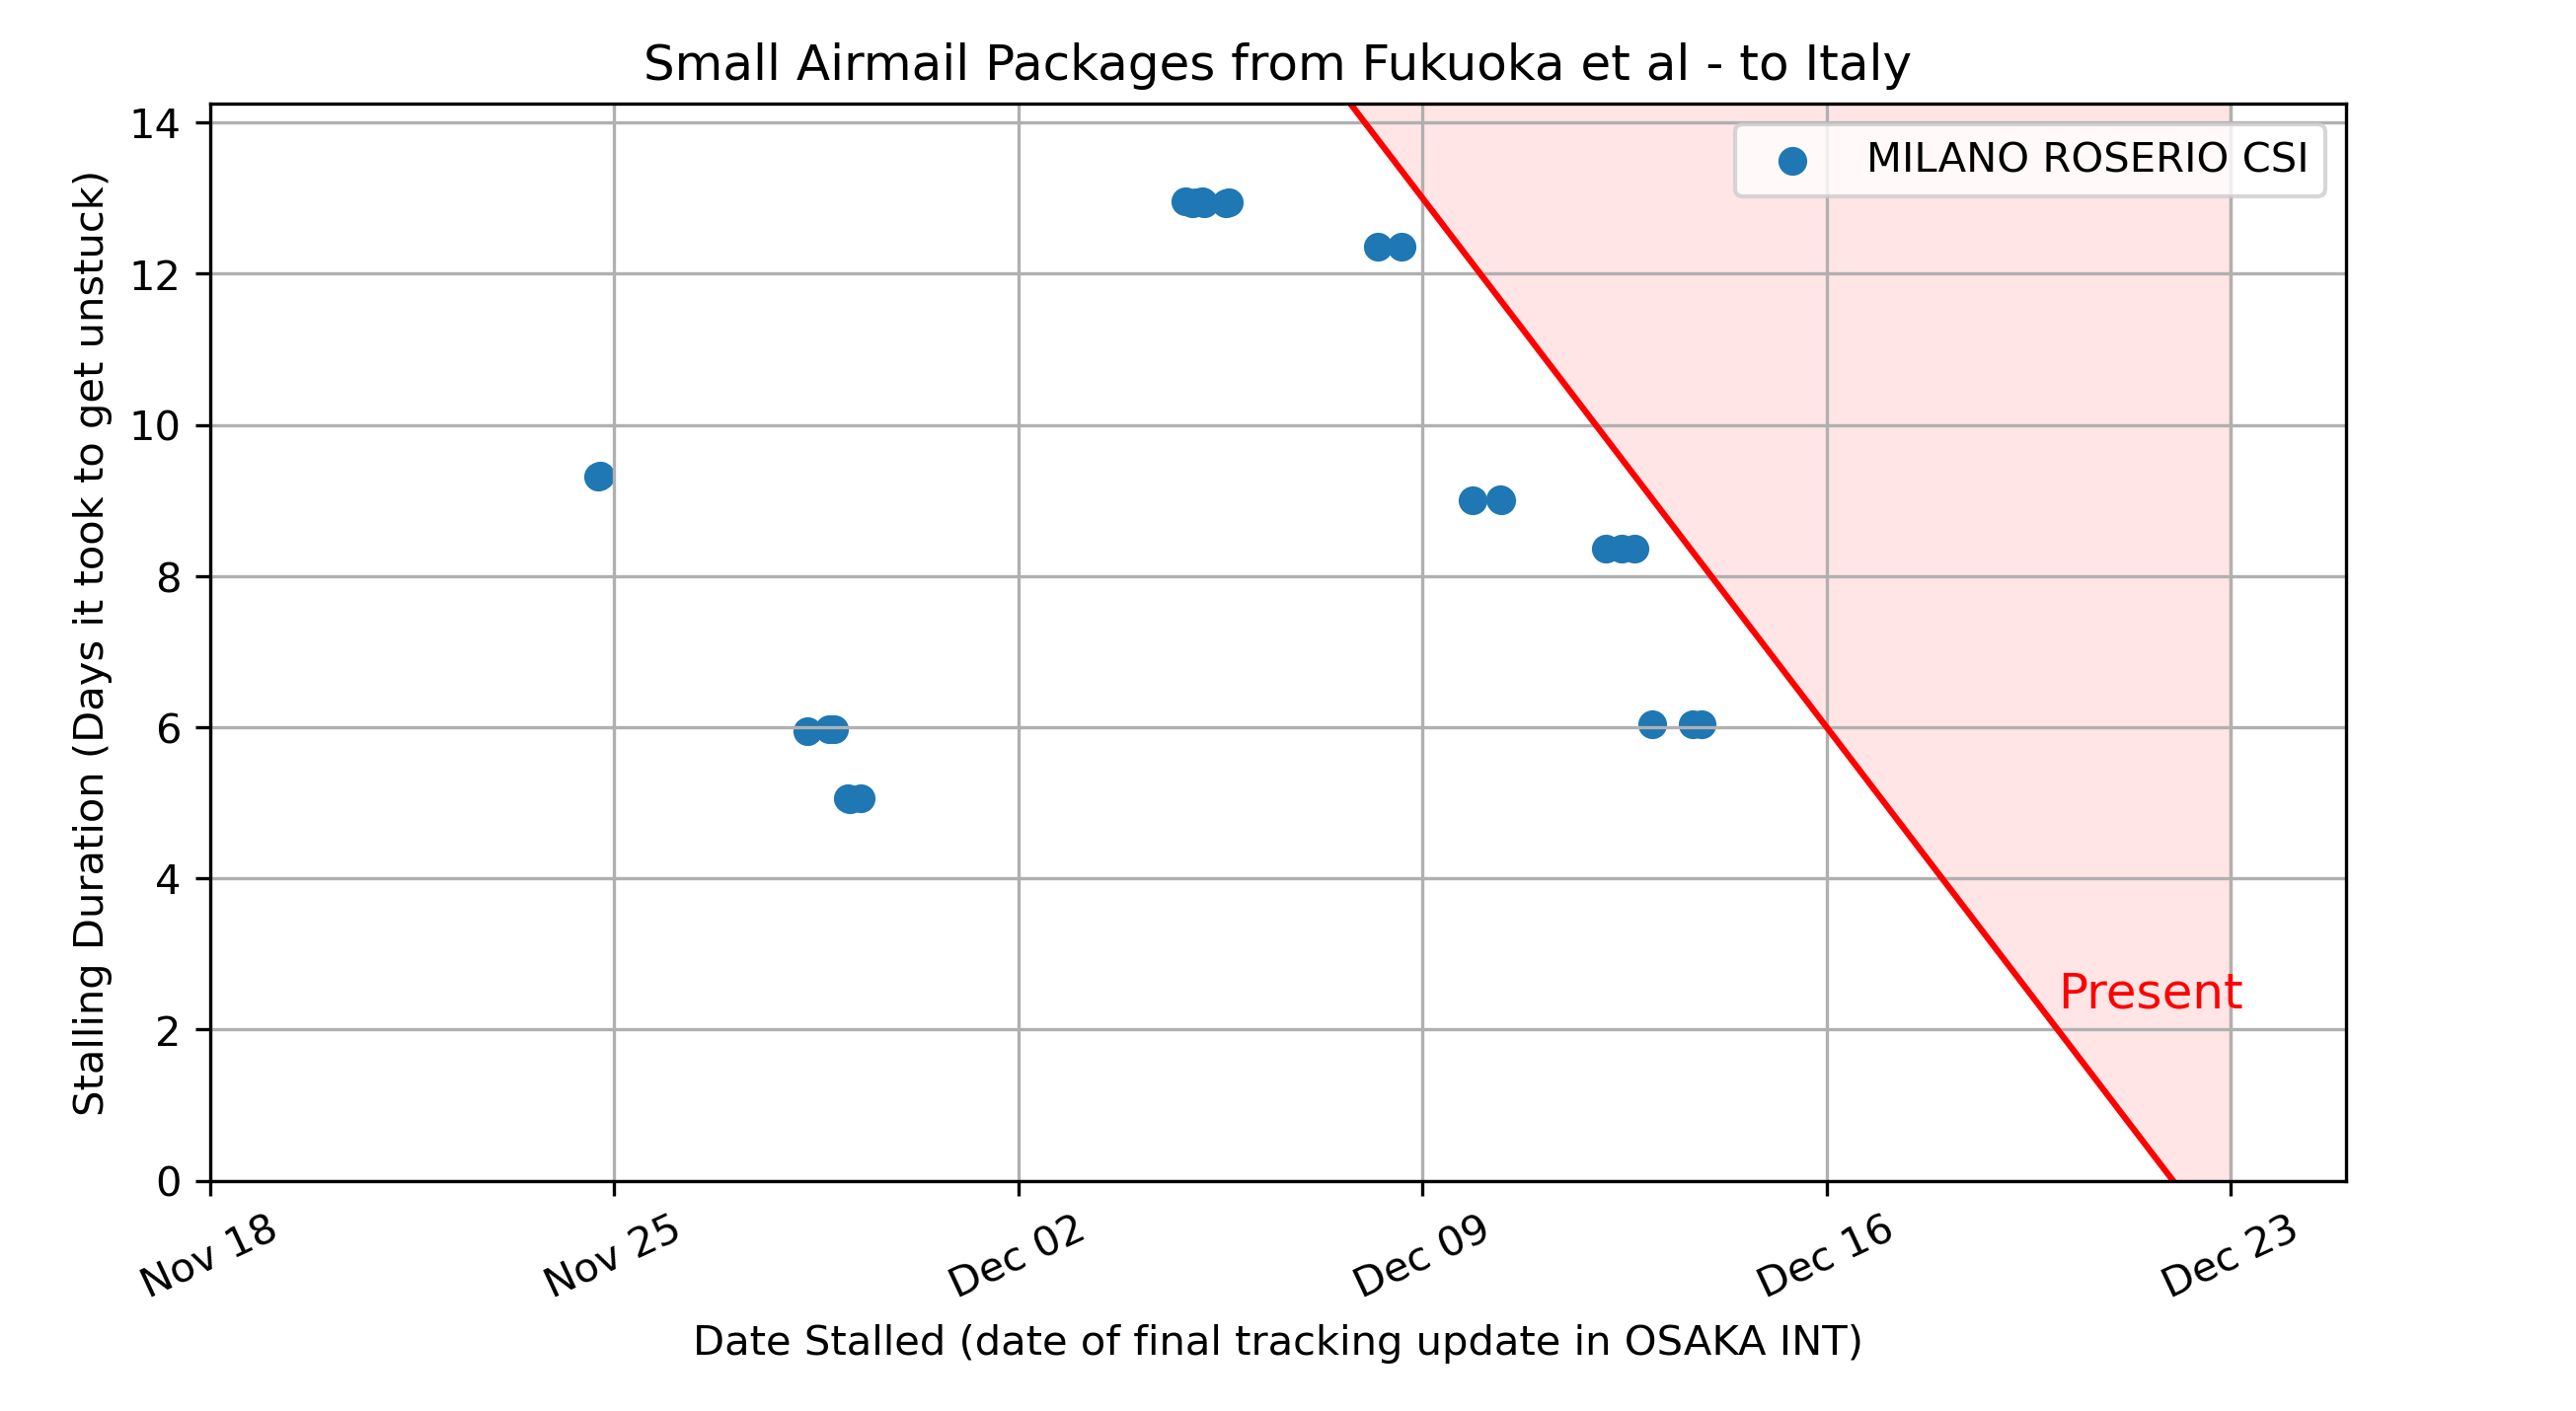 Small Airmail Packages from Fukuoka et al - to Italy
MILANO ROSERIO CSI
Stalling Duration (Days it took to get unstuck)
14
12
10
8
6
4
2
0
Present
Nov 18
Nov 25
Dec 02
Dec 09
Dec 16
Dec 23
Date Stalled (date of final tracking update in OSAKA INT)